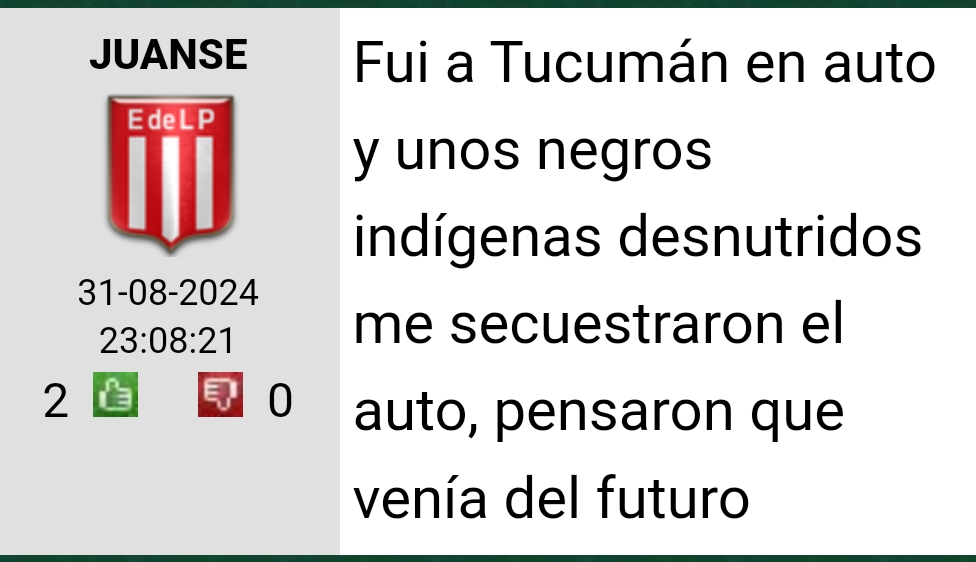 JUANSE
EdeLP
31-08-2024
23:08:21
2 0
Fui a Tucumán en auto
y unos negros
indígenas desnutridos
me secuestraron el
auto, pensaron que
venía del futuro